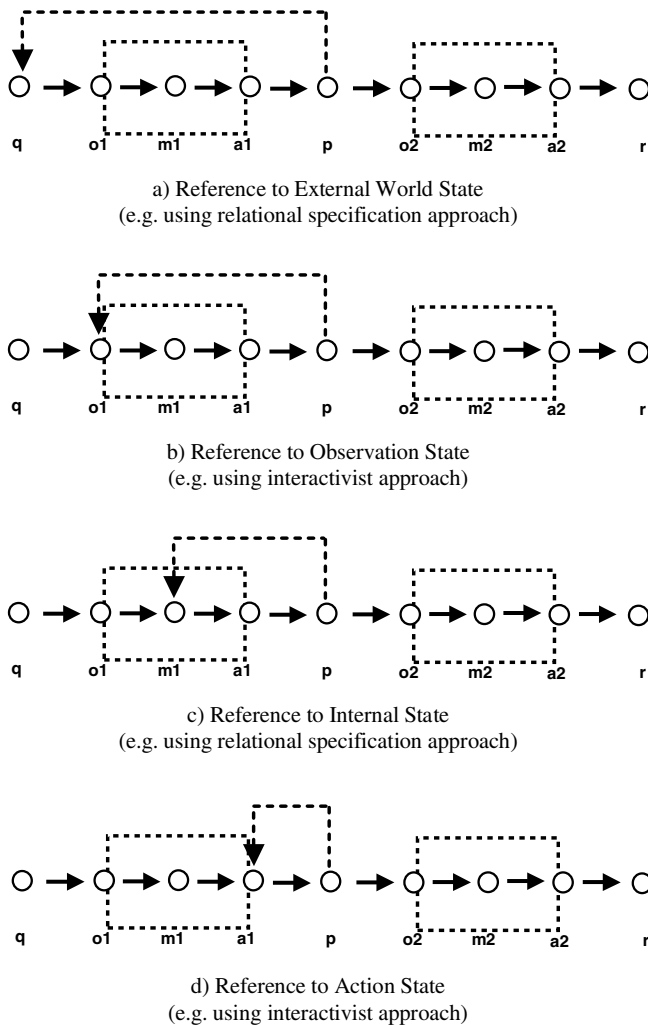 q o1 m1 a1 p o2 m2 a2 r
a) Reference to External World State
(e.g. using relational specification approach)
q o1 m1 a1 p o2 m2 a2 r
b) Reference to Observation State
(e.g. using interactivist approach)
q o1 m1 a1 p o2 m2 a2 r
c) Reference to Internal State
(e.g. using relational specification approach)
q o1 m1 a1 p o2 m2 a2 r
d) Reference to Action State
(e.g. using interactivist approach)